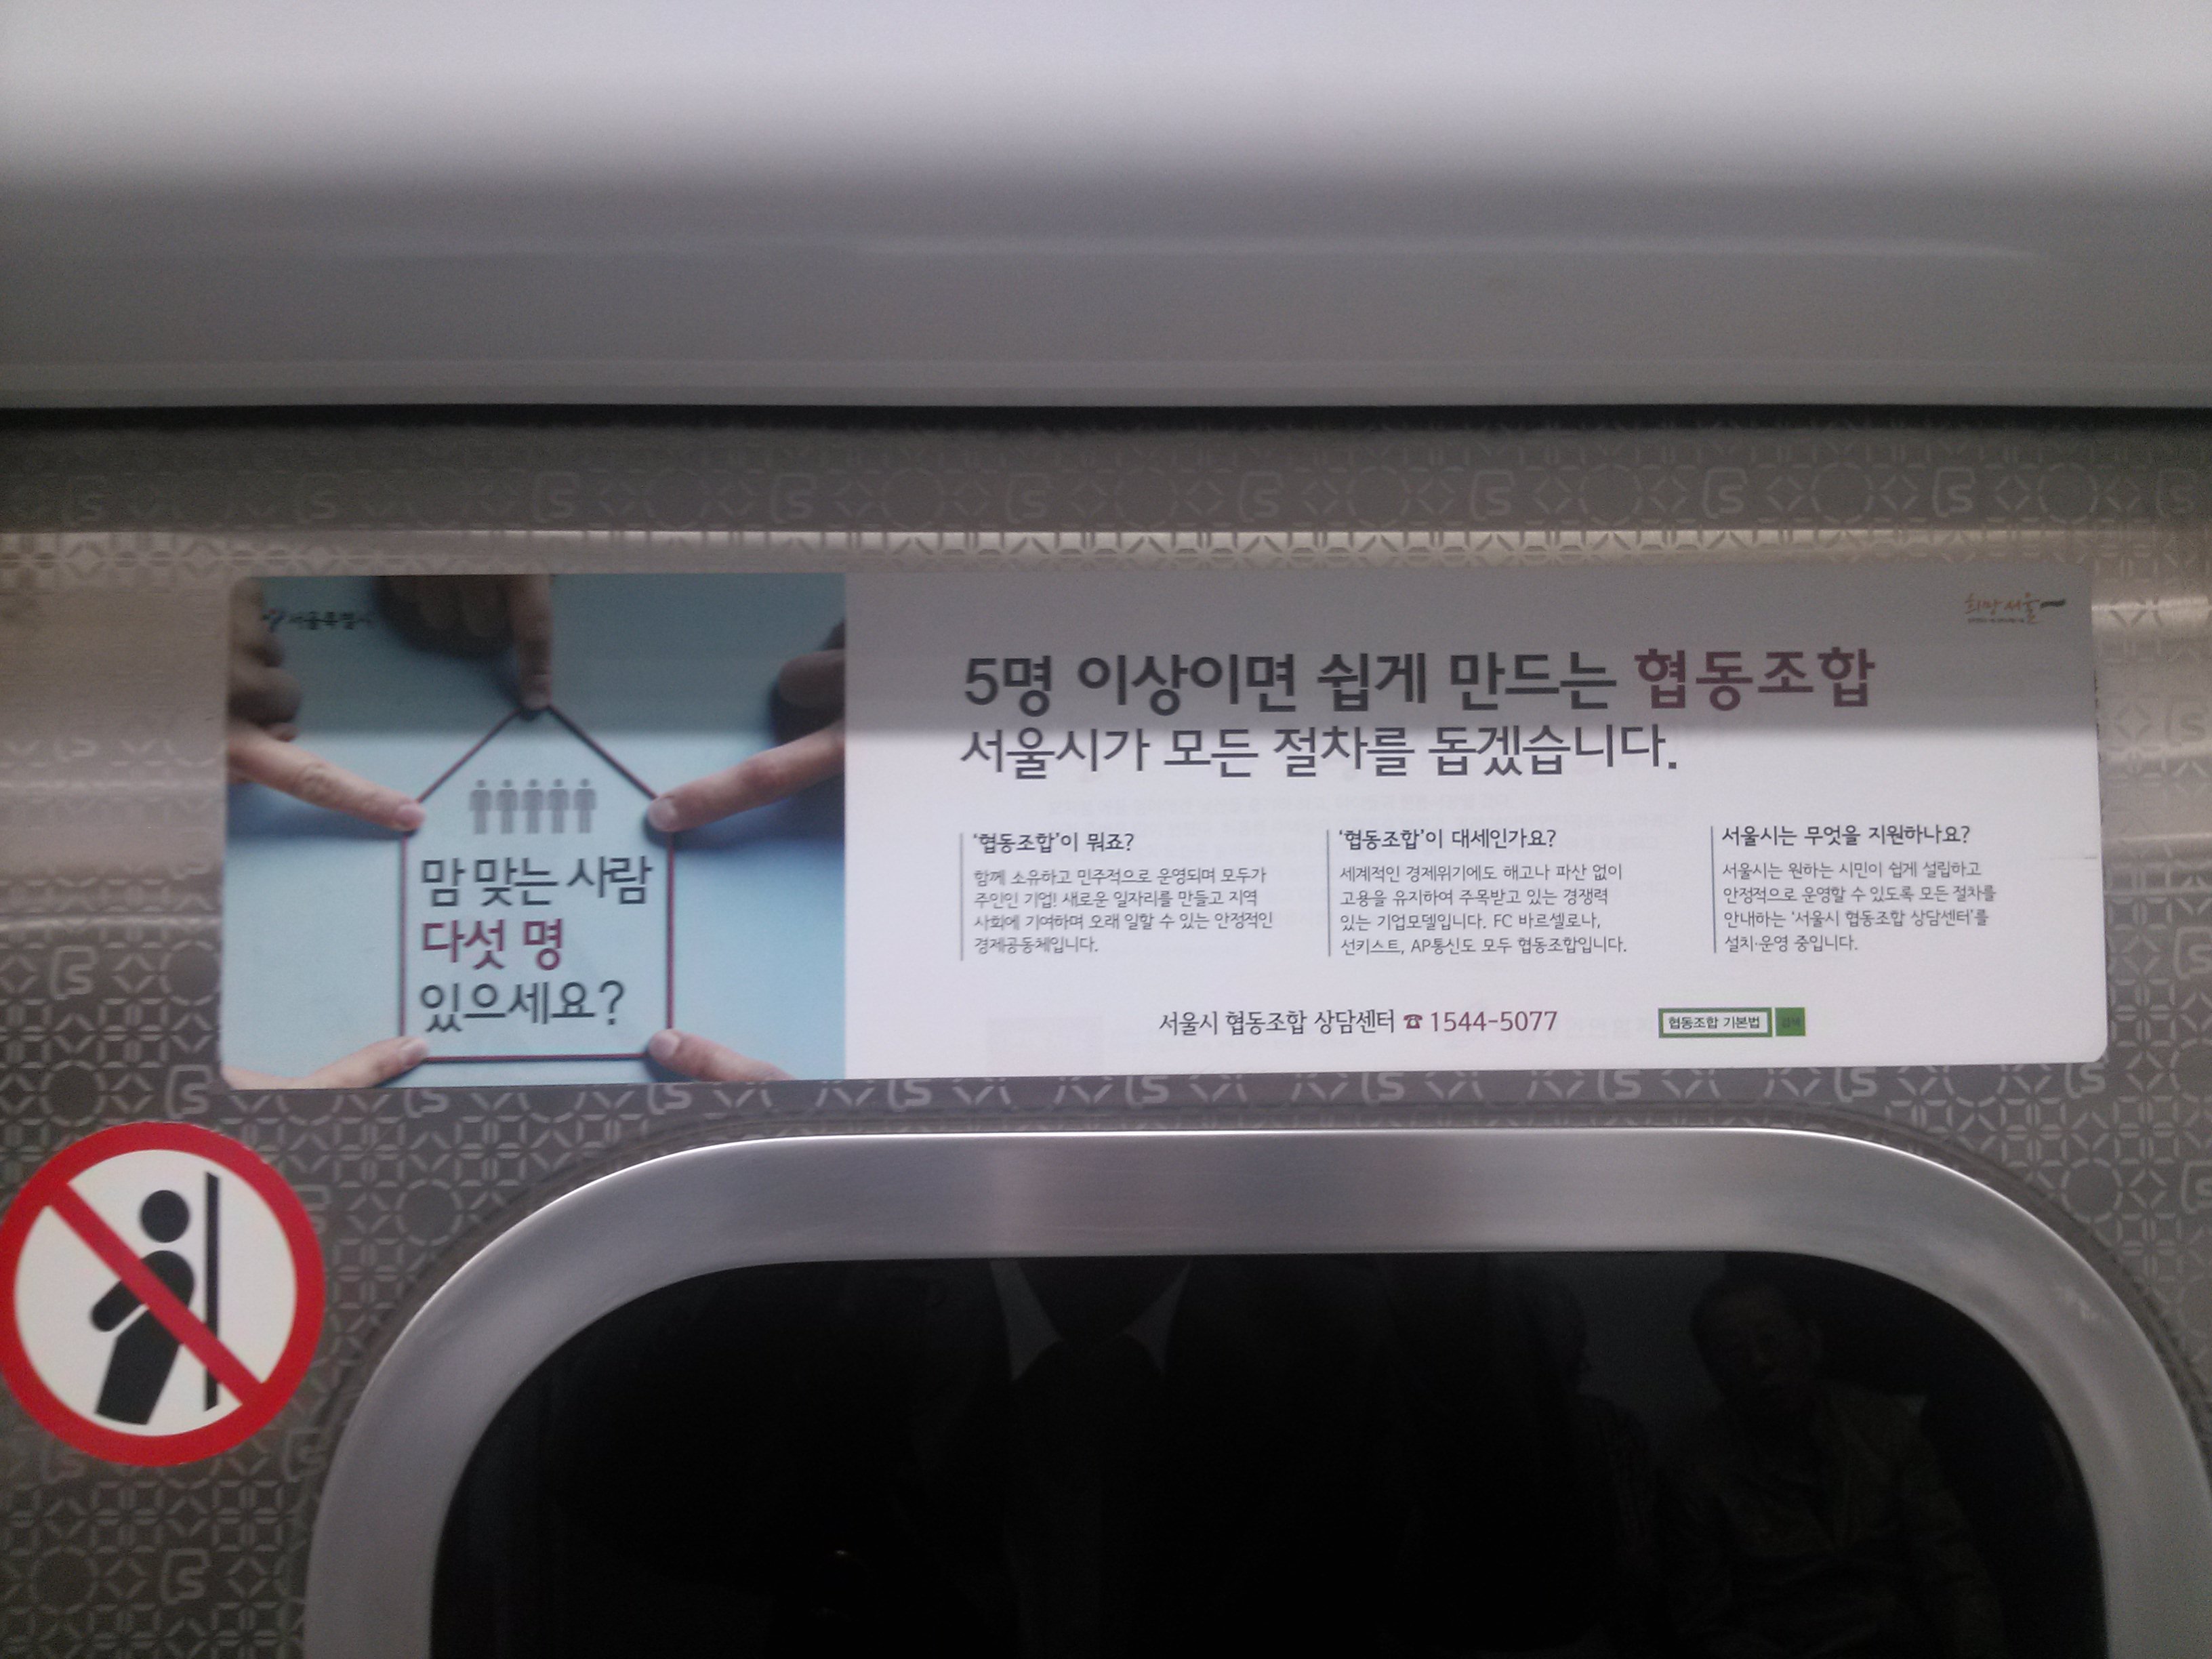 서울특별시
맘 맞는 사람
다섯 명
있으세요?
희망서울
5명 이상이면 쉽게 만드는 협동조합
서울시가 모든 절차를 돕겠습니다.
'협동조합'이 뭐죠?
함께 소유하고 민주적으로 운영되며 모두가
주인인 기업! 새로운 일자리를 만들고 지역
사회에 기여하며 오래 일할 수 있는 안정적인
경제공동체입니다.
'협동조합'이 대세인가요?
세계적인 경제위기에도 해고나 파산 없이
고용을 유지하여 주목받고 있는 경쟁력
있는 기업모델입니다. FC 바르셀로나,
선키스트, AP통신도 모두 협동조합입니다.
서울시는 무엇을 지원하나요?
서울시는 원하는 시민이 쉽게 설립하고
안정적으로 운영할 수 있도록 모든 절차를
안내하는 '서울시 협동조합 상담센터'를
설치·운영 중입니다.
서울시 협동조합 상담센터 ☎ 1544-5077
협동조합 기본법 검색